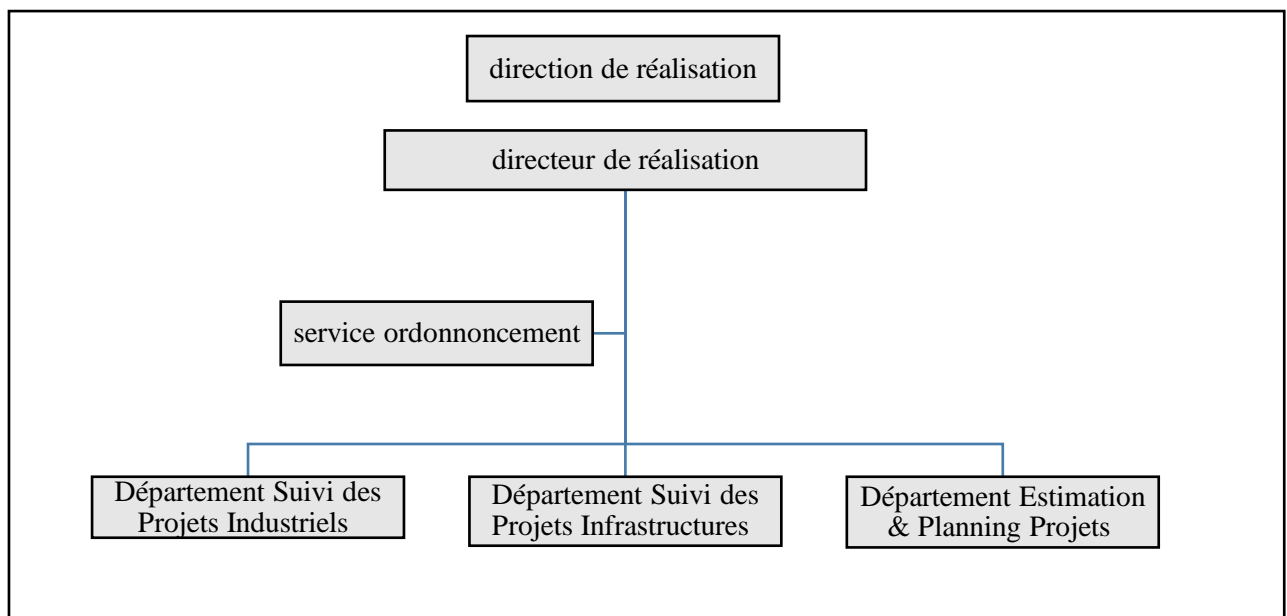 direction de réalisation
directeur de réalisation
service ordonnoncement
Département Suivi des
Projets Industriels
Département Suivi des
Projets Infrastructures
Département Estimation
& Planning Projets